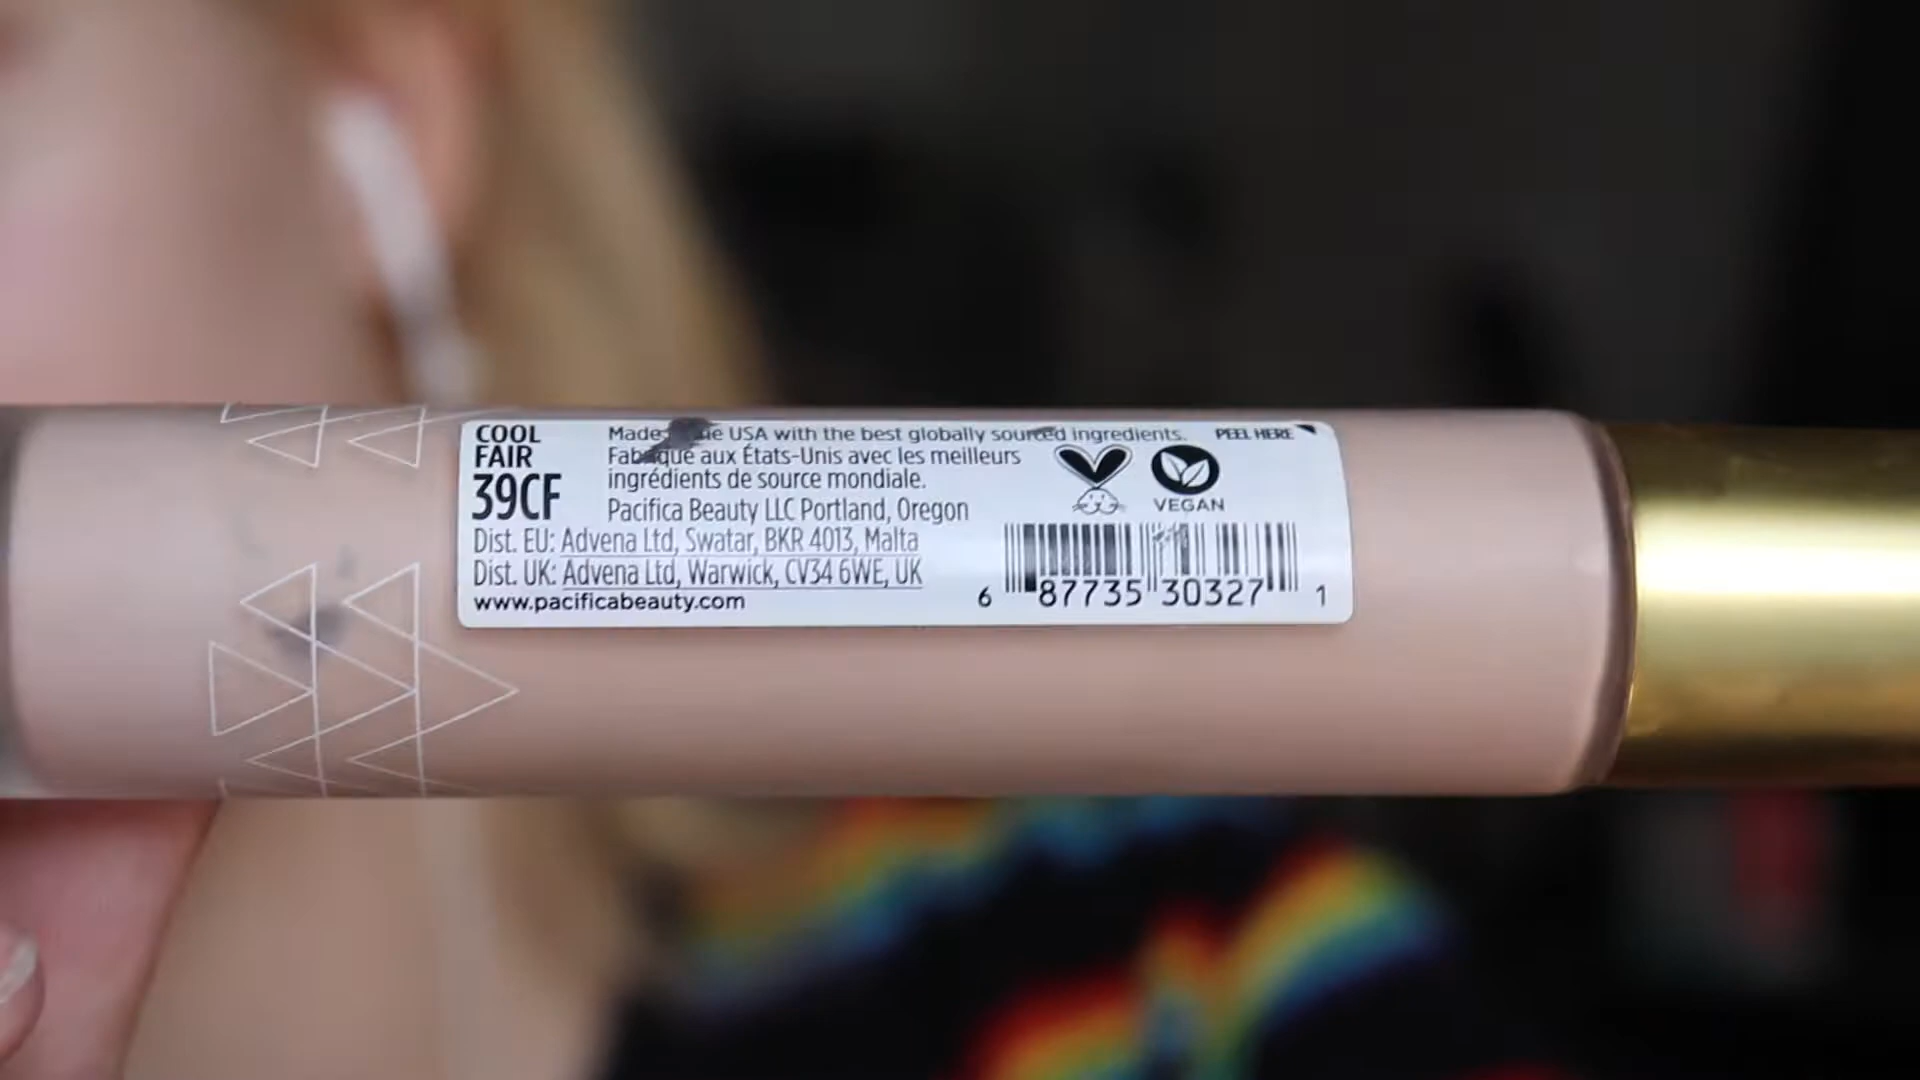 COOL
FAIR
39CF
Made USA with the best globally sourced ingredients.
PEEL HERE
Fabriqué aux États-Unis avec les meilleurs
ingrédients de source mondiale.
Pacifica Beauty LLC Portland, Oregon
VEGAN
Dist. EU: Advena Ltd, Swatar, BKR 4013, Malta
Dist. UK: Advena Ltd, Warwick, CV34 6WE, UK
www.pacificabeauty.com
6 87735 30327 1